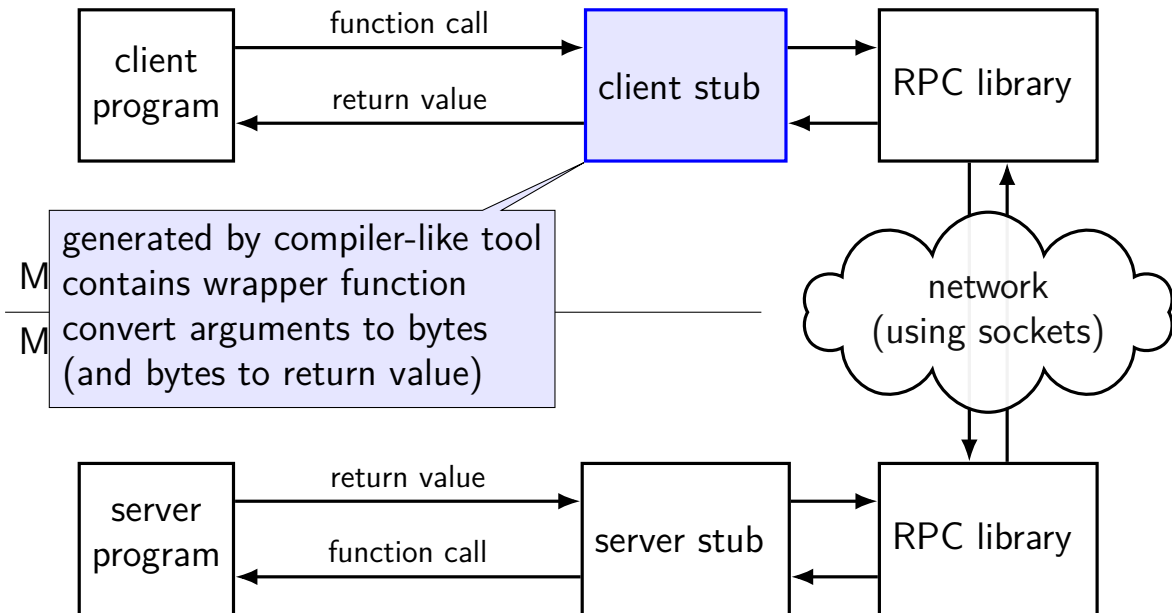 client
program
function call
return value
client stub
RPC library
generated by compiler-like tool
contains wrapper function
convert arguments to bytes
(and bytes to return value)
M
M
network
(using sockets)
server
program
return value
function call
server stub
RPC library